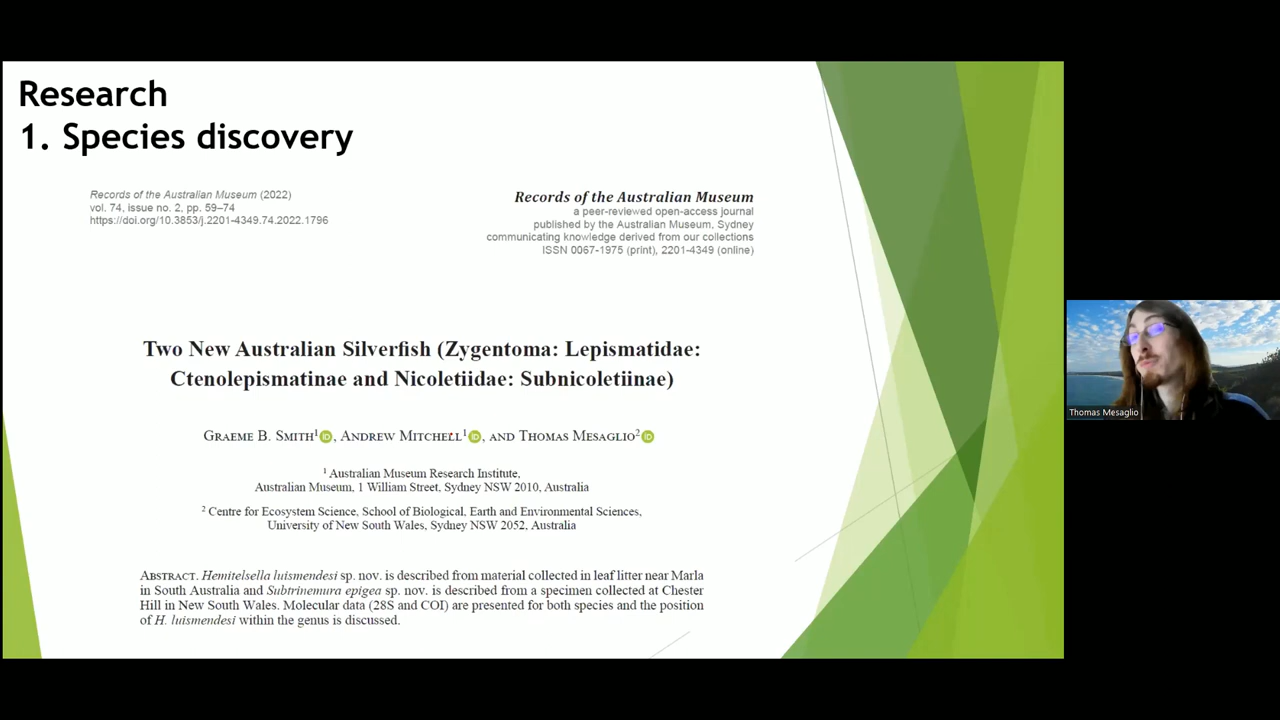 Research
1. Species discovery
Records of the Australian Museum (2022)
vol. 74, issue no. 2, pp. 59–74
https://doi.org/10.3853/j.2201-4349.74.2022.1796
Records of the Australian Museum
a peer-reviewed open-access journal
published by the Australian Museum, Sydney
communicating knowledge derived from our collections
ISSN 0067-1975 (print), 2201-4349 (online)
Two New Australian Silverfish (Zygentoma: Lepismatidae:
Ctenolepismatinae and Nicoletiidae: Subnicoletiinae)
Graeme B. Smith1 iD, Andrew Mitchell1 iD, and Thomas Mesaglio2 iD
1 Australian Museum Research Institute,
Australian Museum, 1 William Street, Sydney NSW 2010, Australia
2 Centre for Ecosystem Science, School of Biological, Earth and Environmental Sciences,
University of New South Wales, Sydney NSW 2052, Australia
Abstract. Hemitelsella luismendesi sp. nov. is described from material collected in leaf litter near Marla
in South Australia and Subtrinemura epigea sp. nov. is described from a specimen collected at Chester
Hill in New South Wales. Molecular data (28S and COI) are presented for both species and the position
of H. luismendesi within the genus is discussed.
Thomas Mesaglio